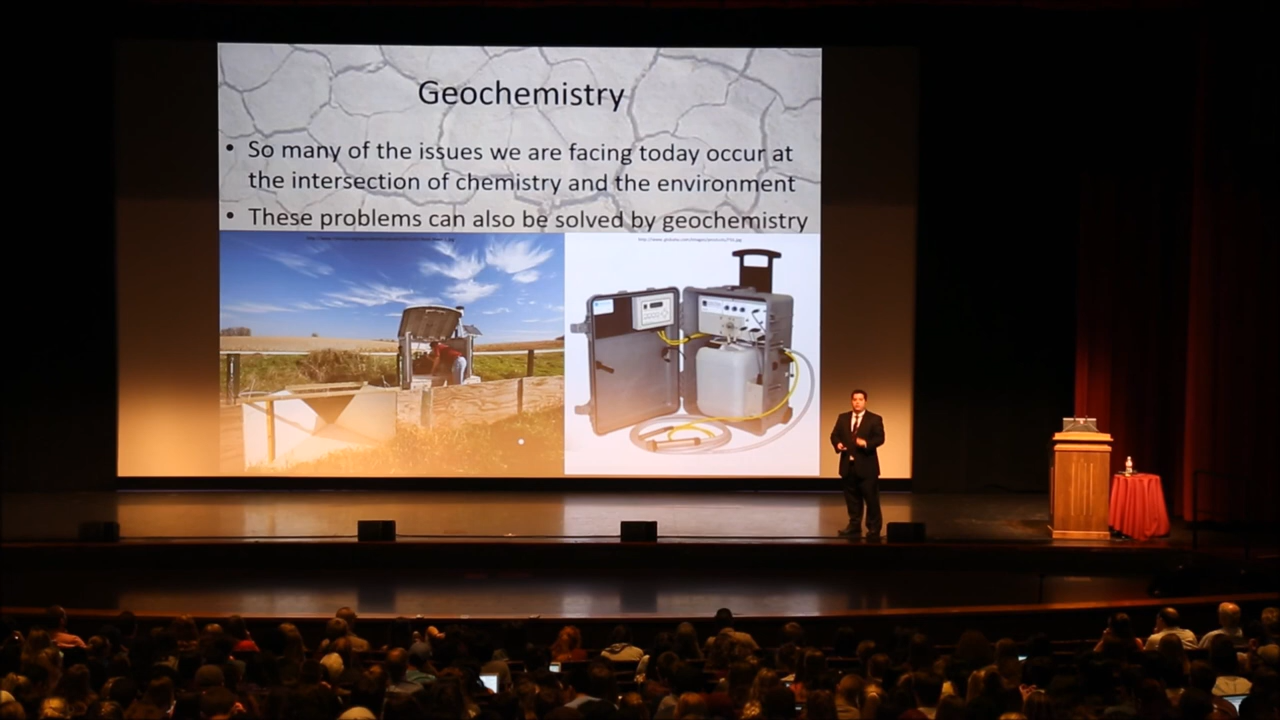 Geochemistry
• So many of the issues we are facing today occur at
the intersection of chemistry and the environment
• These problems can also be solved by geochemistry